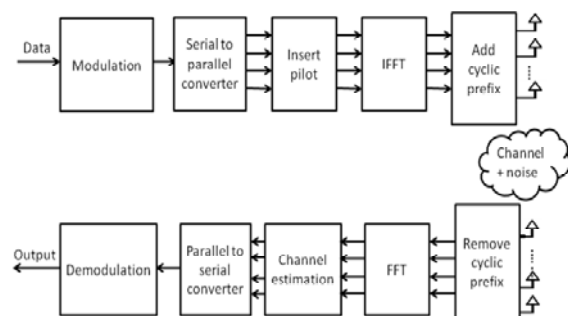 Data
Modulation
Serial to
parallel
converter
Insert
pilot
IFFT
Add
cyclic
prefix
Channel
+ noise
Output
Demodulation
Parallel to
serial
converter
Channel
estimation
FFT
Remove
cyclic
prefix